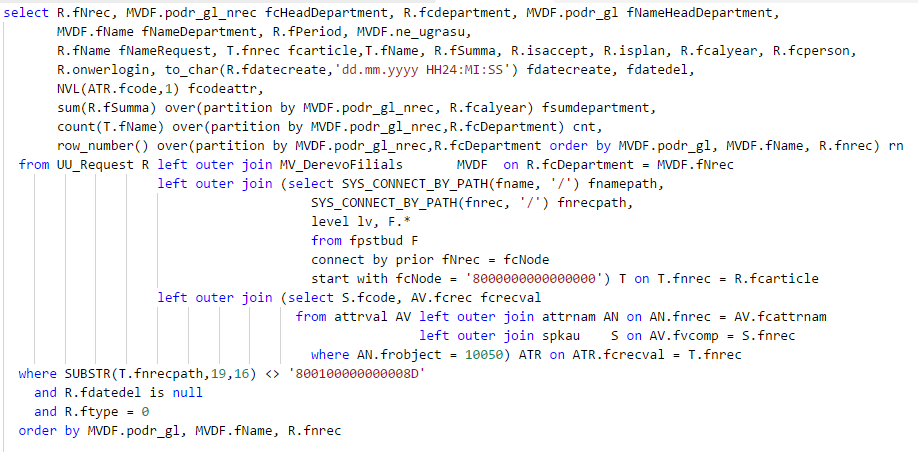 select R.fNrec, MVDF.podr_gl_nrec fcHeadDepartment, R.fcdepartment, MVDF.podr_gl fNameHeadDepartment,
MVDF.fName fNameDepartment, R.fPeriod, MVDF.ne_ugrasu,
R.fName fNameRequest, T.fnrec fcarticle,T.fName, R.fSumma, R.isaccept, R.isplan, R.fcalyear, R.fcperson,
R.onwerlogin, to_char(R.fdatecreate,'dd.mm.yyyy HH24:MI:SS') fdatecreate, fdatedel,
NVL(ATR.fcode,1) fcodeattr,
sum(R.fSumma) over(partition by MVDF.podr_gl_nrec, R.fcalyear) fsumdepartment,
count(T.fName) over(partition by MVDF.podr_gl_nrec,R.fcDepartment) cnt,
row_number() over(partition by MVDF.podr_gl_nrec,R.fcDepartment order by MVDF.podr_gl, MVDF.fName, R.fnrec) rn
from UU_Request R left outer join MV_DerevoFilials MVDF on R.fcDepartment = MVDF.fNrec
left outer join (select SYS_CONNECT_BY_PATH(fname, '/') fnamepath,
SYS_CONNECT_BY_PATH(fnrec, '/') fnrecpath,
level lv, F.*
from fpstbud F
connect by prior fNrec = fcNode
start with fcNode = '8000000000000000') T on T.fnrec = R.fcarticle
left outer join (select S.fcode, AV.fcrec fcrecval
from attrval AV left outer join attrnam AN on AN.fnrec = AV.fcattrnam
left outer join spkau S on AV.fvcomp = S.fnrec
where AN.frobject = 10050) ATR on ATR.fcrecval = T.fnrec
where SUBSTR(T.fnrecpath,19,16) <> '800100000000008D'
and R.fdatedel is null
and R.ftype = 0
order by MVDF.podr_gl, MVDF.fName, R.fnrec